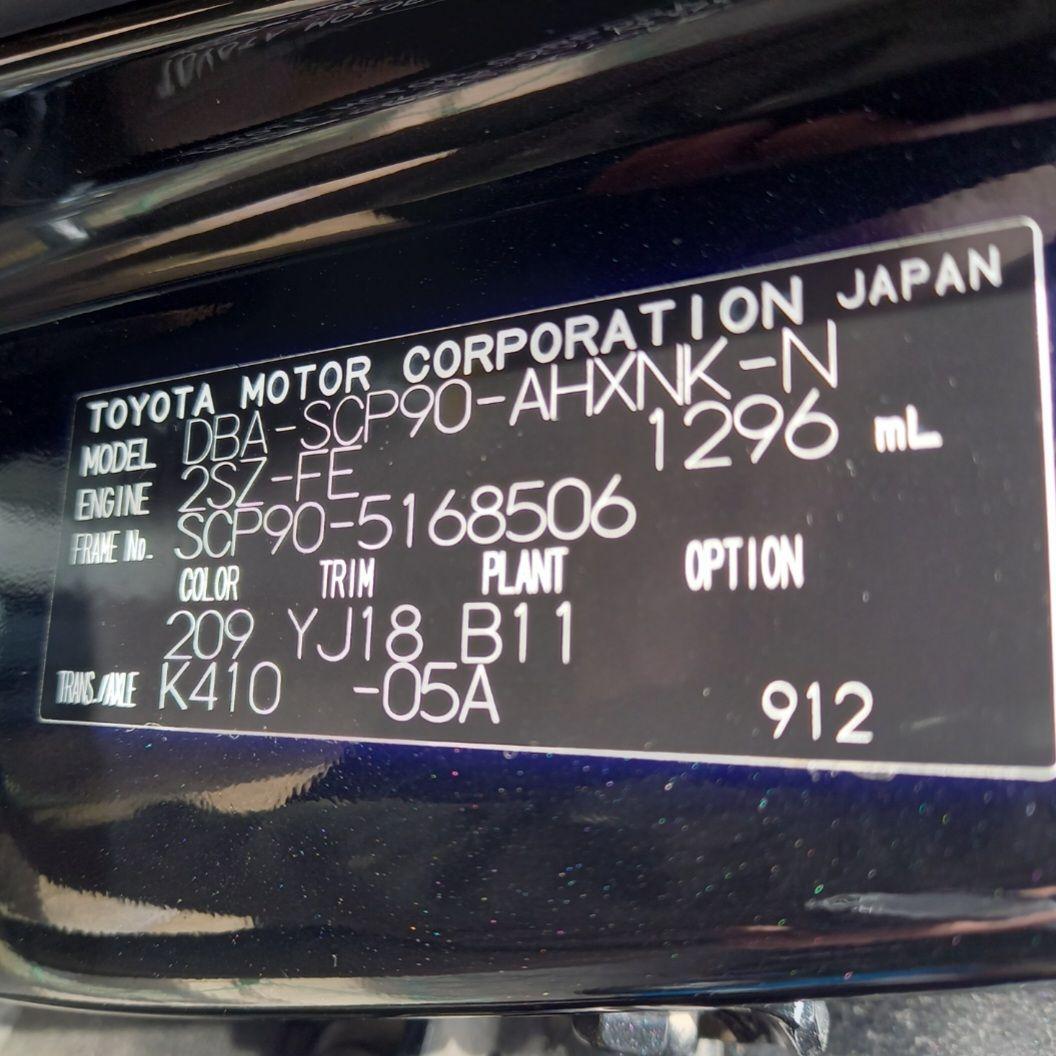 TOYOTA MOTOR CORPORATION JAPAN
MODEL DBA-SCP90-AHXNK-N
ENGINE 2SZ-FE 1296 mL
FRAME No. SCP90-5168506
COLOR TRIM PLANT OPTION
209 YJ18 B11
TRANS./AXLE K410 -05A 912